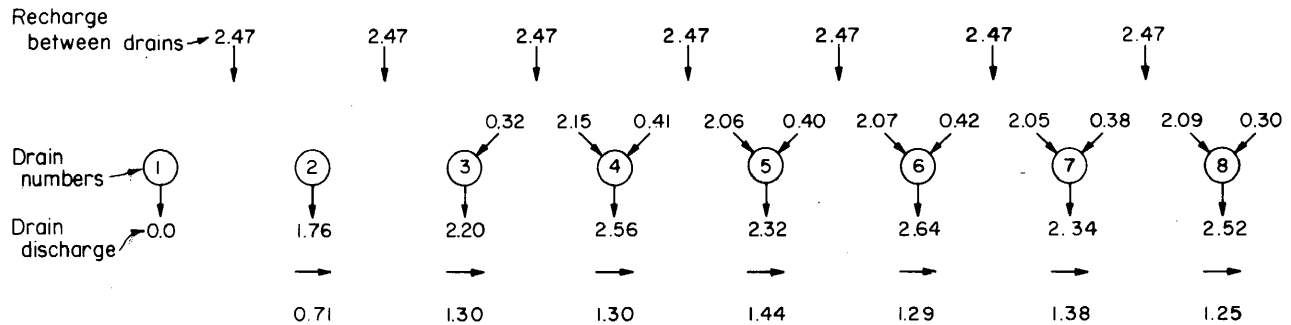 Recharge
between drains 2.47 2.47 2.47 2.47 2.47 2.47 2.47
0.32 2.15 0.41 2.06 0.40 2.07 0.42 2.05 0.38 2.09 0.30
Drain
numbers
1 2 3 4 5 6 7 8
Drain
discharge
0.0 1.76 2.20 2.56 2.32 2.64 2.34 2.52
0.71 1.30 1.30 1.44 1.29 1.38 1.25